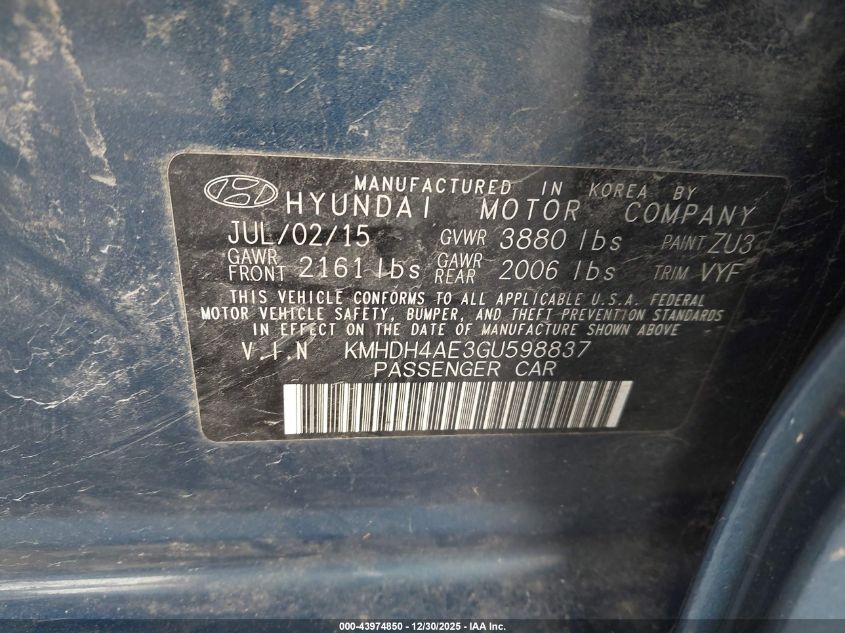 MANUFACTURED IN KOREA BY
HYUNDAI MOTOR COMPANY
JUL/02/15 GVWR 3880 lbs PAINT ZU3
GAWR FRONT 2161 lbs GAWR REAR 2006 lbs TRIM VYF
THIS VEHICLE CONFORMS TO ALL APPLICABLE U.S.A. FEDERAL
MOTOR VEHICLE SAFETY, BUMPER, AND THEFT PREVENTION STANDARDS
IN EFFECT ON THE DATE OF MANUFACTURE SHOWN ABOVE
V.I.N KMHDH4AE3GU598837
PASSENGER CAR
000-43974850 - 12/30/2025 - IAA Inc.